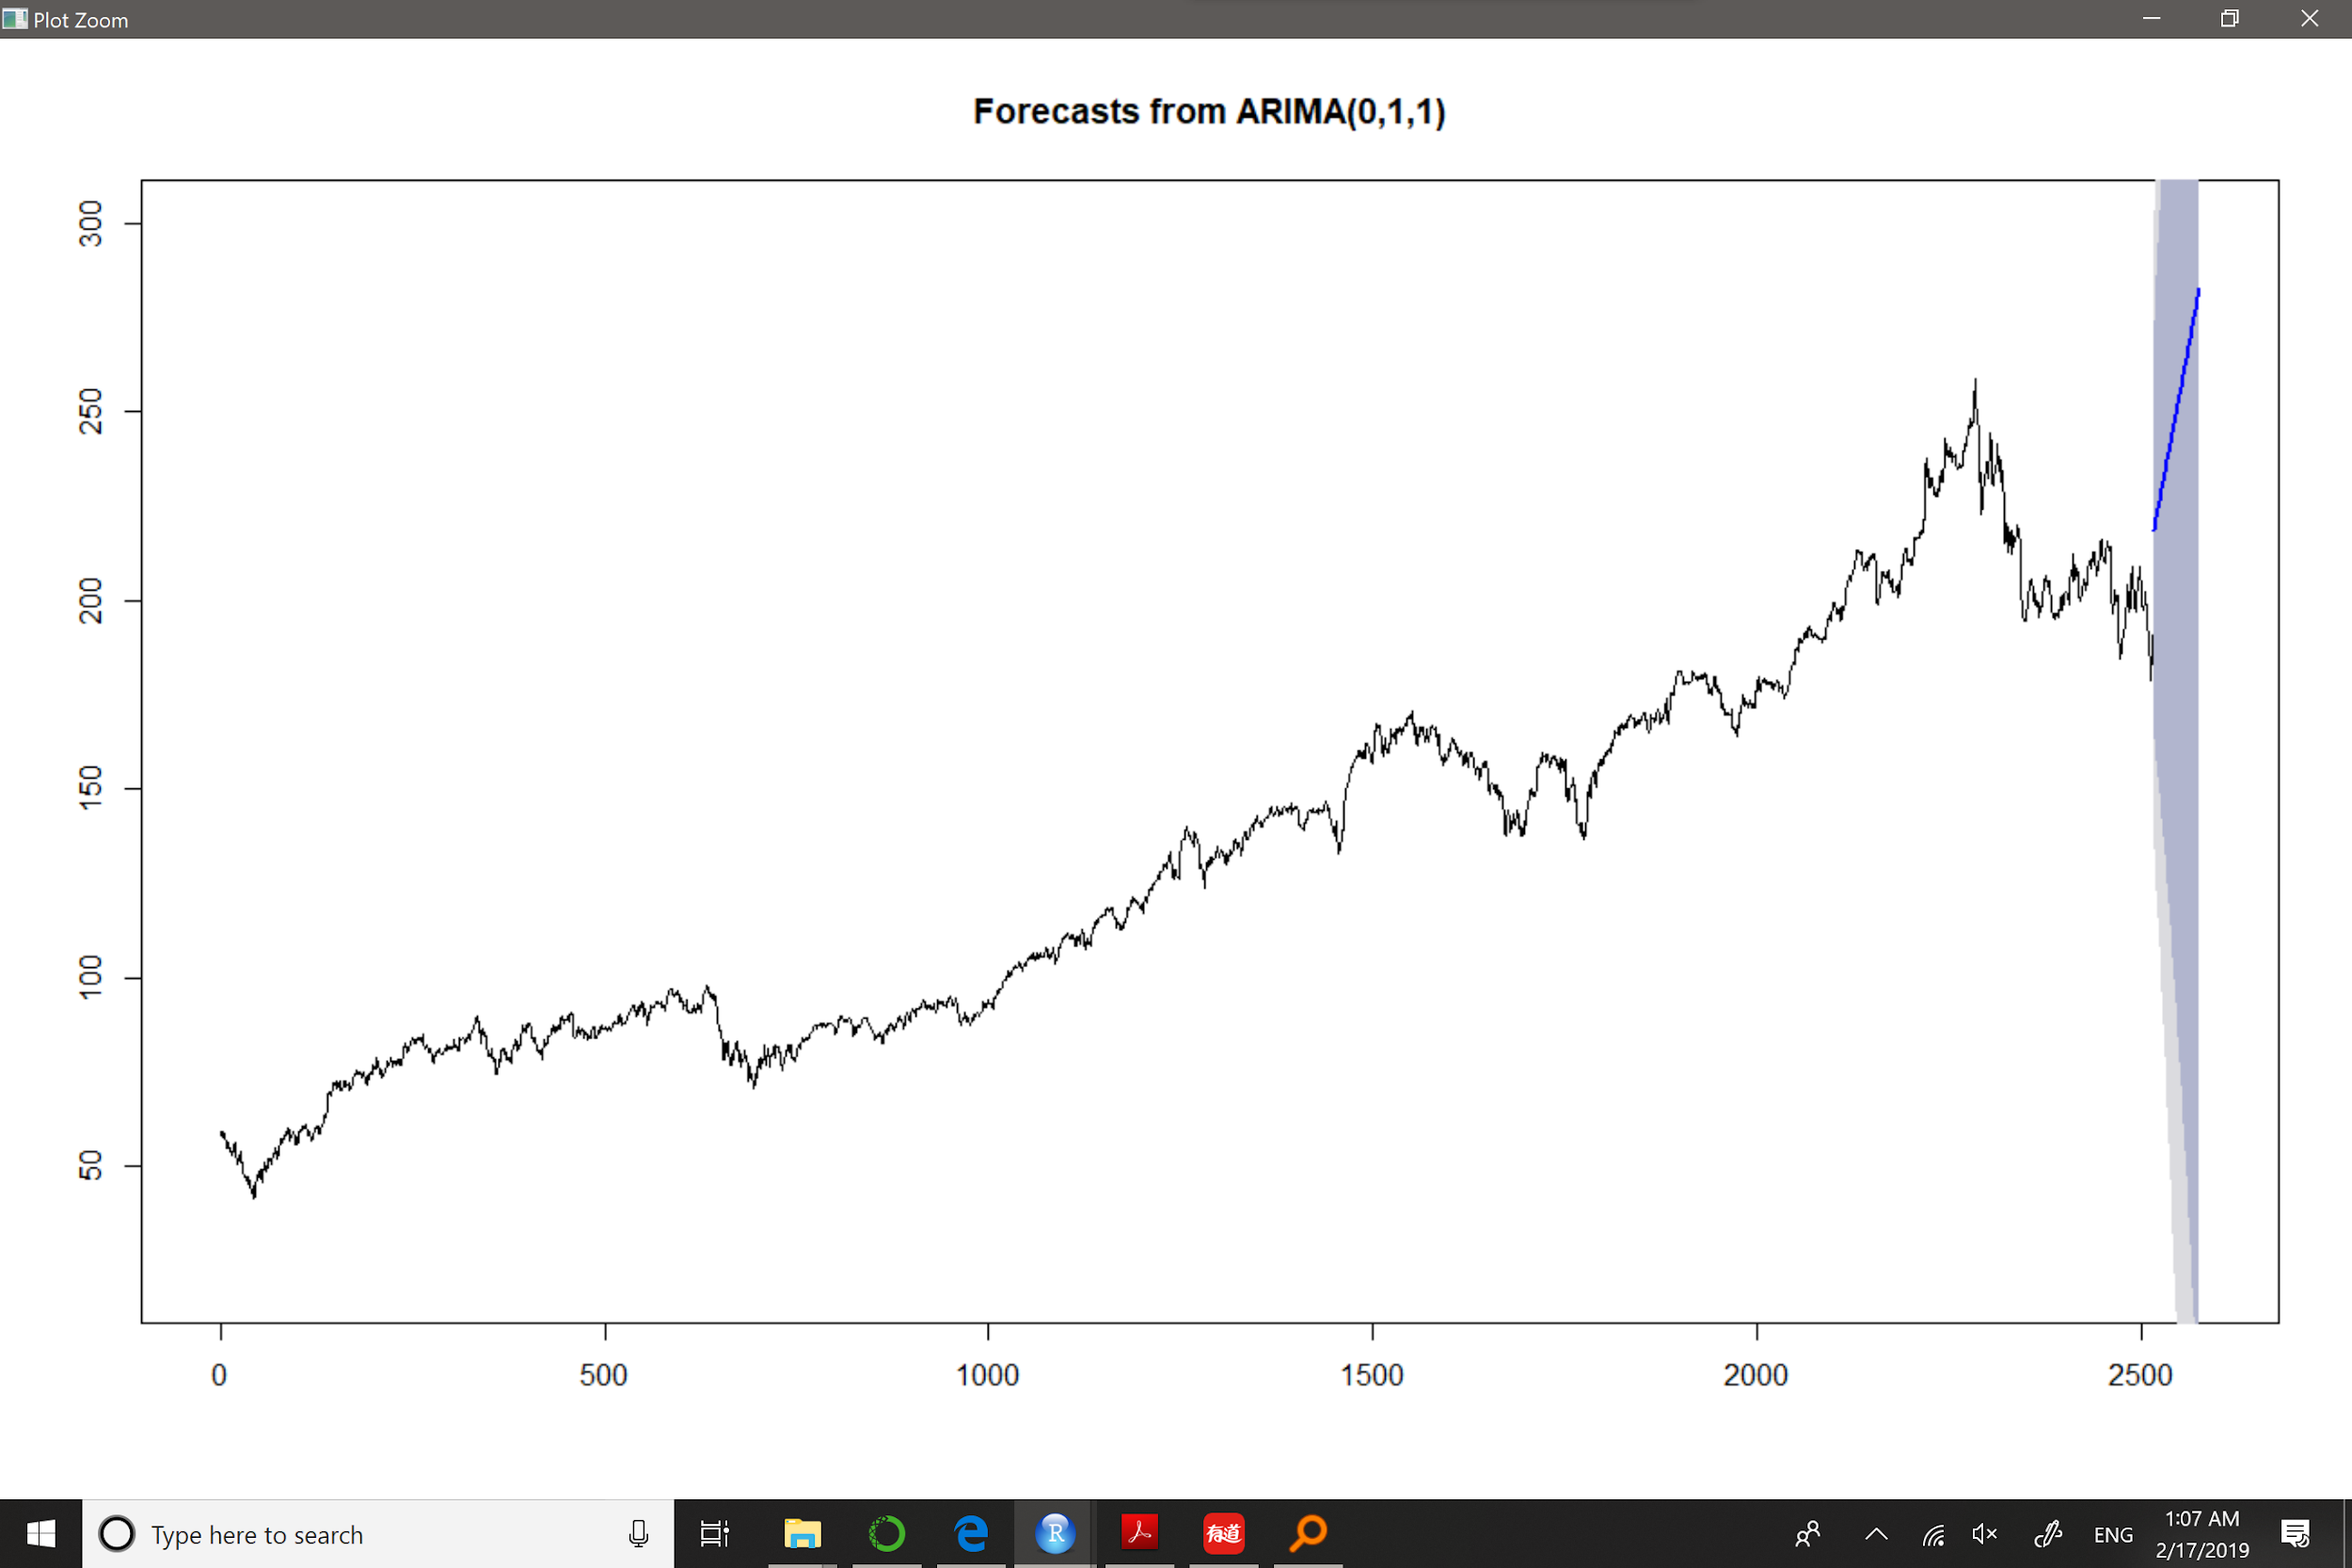 Plot Zoom
Forecasts from ARIMA(0,1,1)
300
250
200
150
100
50
0 500 1000 1500 2000 2500
Type here to search
R
有道
ENG
1:07 AM
2/17/2019